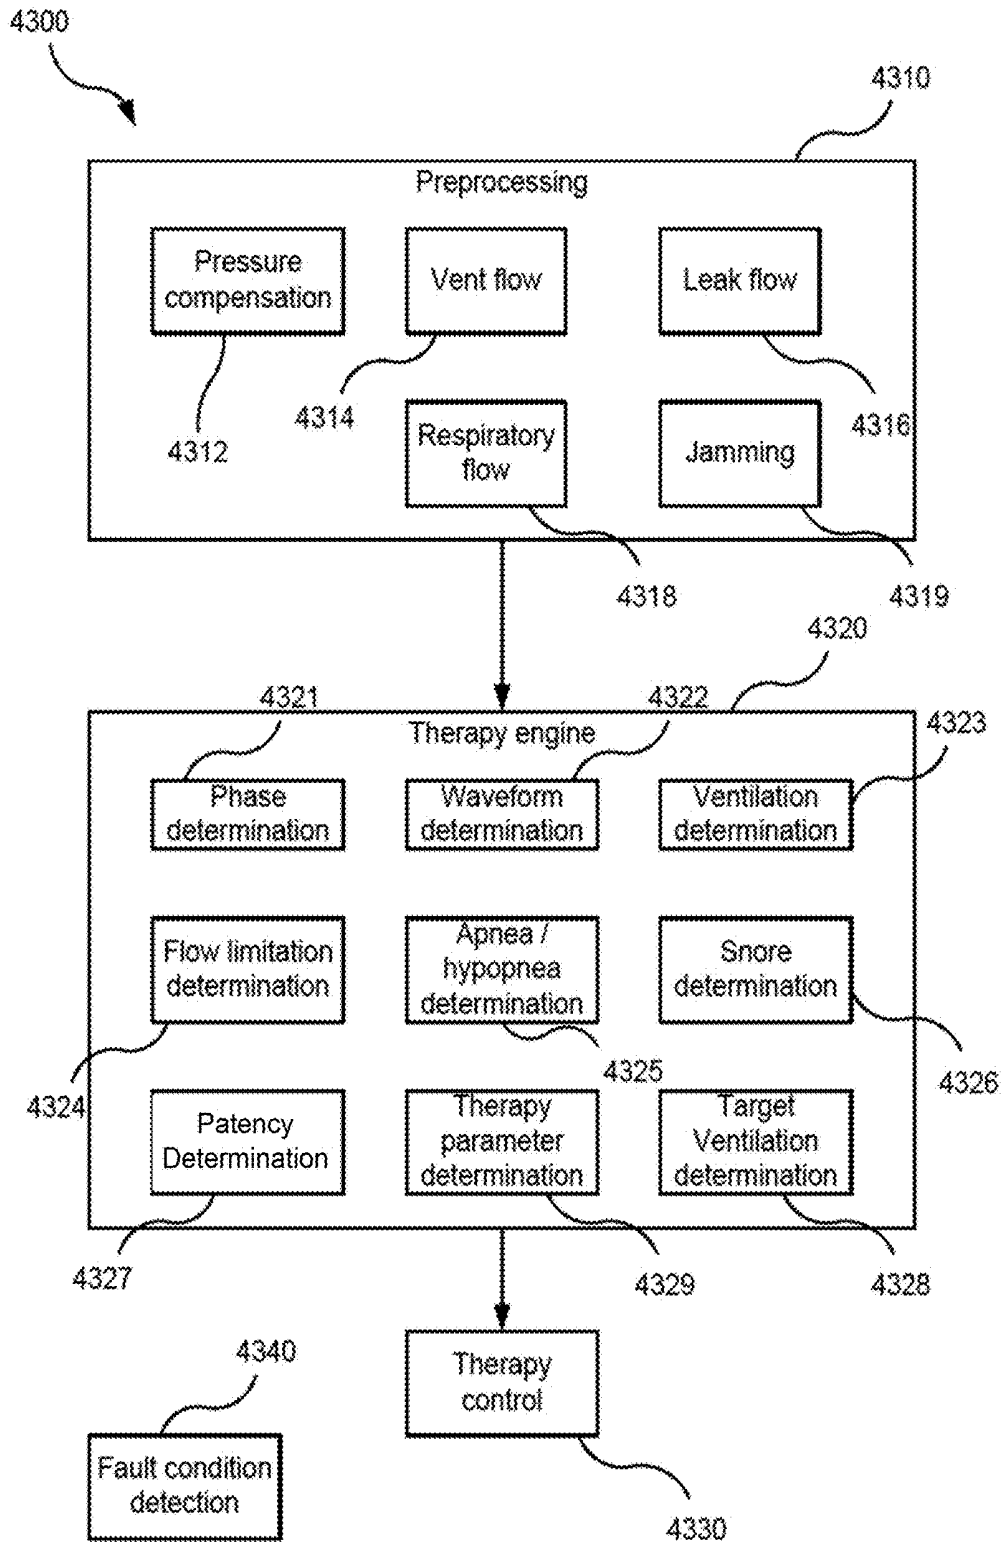 4300
4310
Preprocessing
Pressure
compensation
Vent flow
Leak flow
4312
4314
4316
Respiratory
flow
Jamming
4318
4319
4320
4321
4322
4323
Therapy engine
Phase
determination
Waveform
determination
Ventilation
determination
Flow limitation
determination
Apnea /
hypopnea
determination
Snore
determination
4324
4325
4326
Patency
Determination
Therapy
parameter
determination
Target
Ventilation
determination
4327
4329
4328
Therapy
control
4330
4340
Fault condition
detection